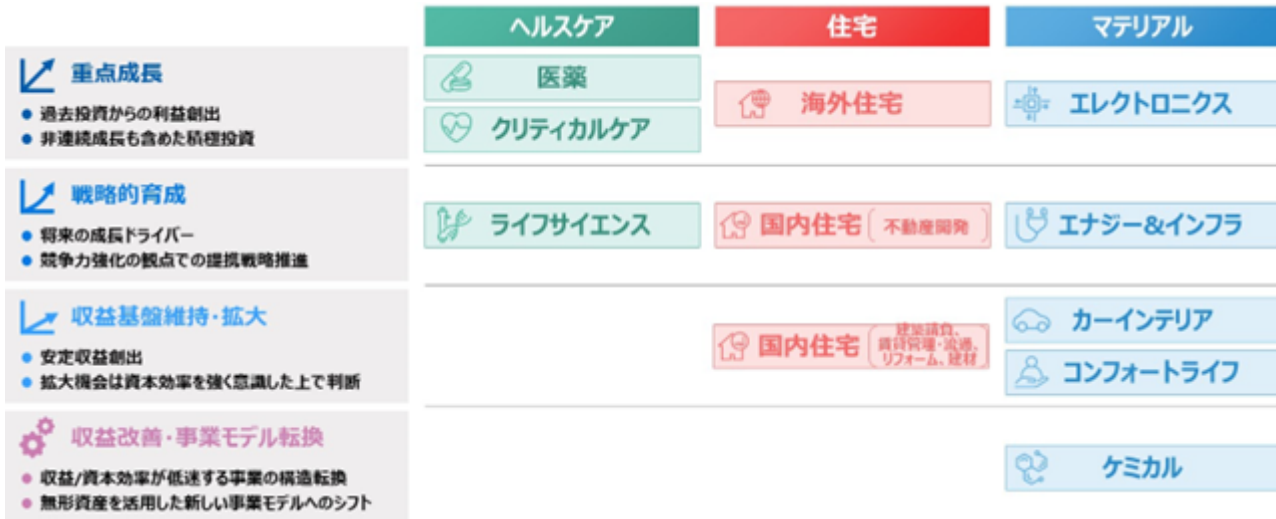 ヘルスケア
住宅
マテリアル
重点成長
● 過去投資からの利益創出
● 非連続成長も含めた積極投資
医薬
クリティカルケア
海外住宅
エレクトロニクス
戦略的育成
● 将来の成長ドライバー
● 競争力強化の観点での提携戦略推進
ライフサイエンス
国内住宅(不動産開発)
エナジー&インフラ
収益基盤維持・拡大
● 安定収益創出
● 拡大機会は資本効率を強く意識した上で判断
国内住宅
建築請負、
賃貸管理・流通、
リフォーム、建材
カーインテリア
コンフォートライフ
収益改善・事業モデル転換
● 収益/資本効率が低迷する事業の構造転換
● 無形資産を活用した新しい事業モデルへのシフト
ケミカル